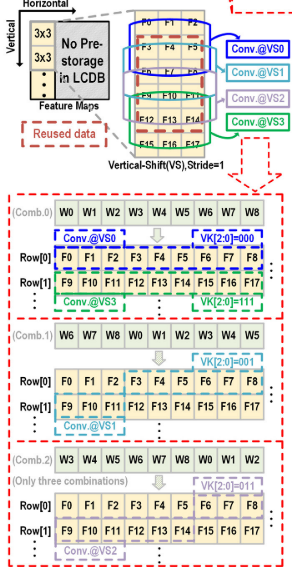 Horizontal
Vertical
3x3
3x3
No Pre-
storage
in LCDB
Feature Maps
Reused data
F0 F1 F2
F3 F4 F5
F6 F7 F8
F9 F10 F11
F12 F13 F14
F15 F16 F17
Conv.@VS0
Conv.@VS1
Conv.@VS2
Conv.@VS3
Vertical-Shift(VS),Stride=1
(Comb.0) W0 W1 W2 W3 W4 W5 W6 W7 W8
Conv.@VS0 VK[2:0]=000
Row[0] F0 F1 F2 F3 F4 F5 F6 F7 F8
Row[1] F9 F10 F11 F12 F13 F14 F15 F16 F17
Conv.@VS3 VK[2:0]=111
(Comb.1) W6 W7 W8 W0 W1 W2 W3 W4 W5
VK[2:0]=001
Row[0] F0 F1 F2 F3 F4 F5 F6 F7 F8
Row[1] F9 F10 F11 F12 F13 F14 F15 F16 F17
Conv.@VS1
(Comb.2) W3 W4 W5 W6 W7 W8 W0 W1 W2
(Only three combinations)
VK[2:0]=011
Row[0] F0 F1 F2 F3 F4 F5 F6 F7 F8
Row[1] F9 F10 F11 F12 F13 F14 F15 F16 F17
Conv.@VS2